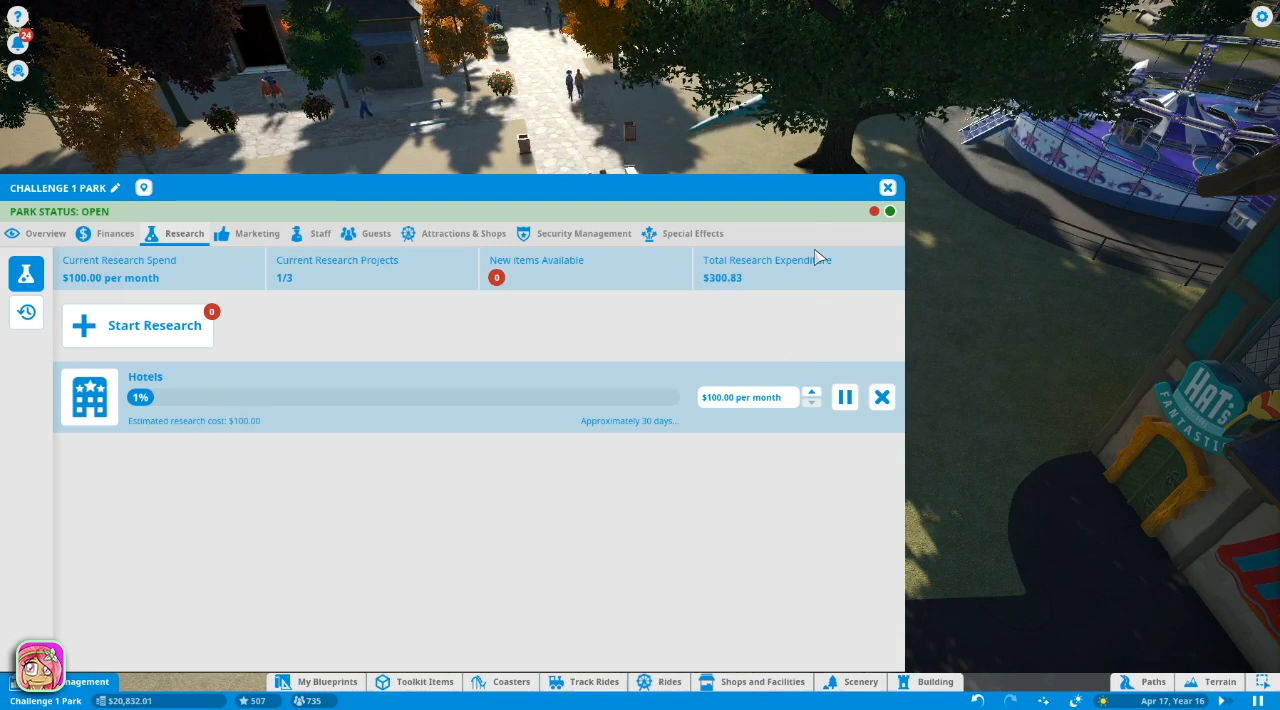 ?
24
CHALLENGE 1 PARK
PARK STATUS: OPEN
Overview Finances Research Marketing Staff Guests Attractions & Shops Security Management Special Effects
Current Research Spend
$100.00 per month
Current Research Projects
1/3
New Items Available
0
Total Research Expenditure
$300.83
Start Research
0
Hotels
1%
$100.00 per month
Estimated research cost: $100.00
Approximately 30 days...
HATS
FANTASTIC
My Blueprints Toolkit Items Coasters Track Rides Rides Shops and Facilities Scenery Building Paths Terrain
Challenge 1 Park $20,832.01 507 735 Apr 17, Year 16